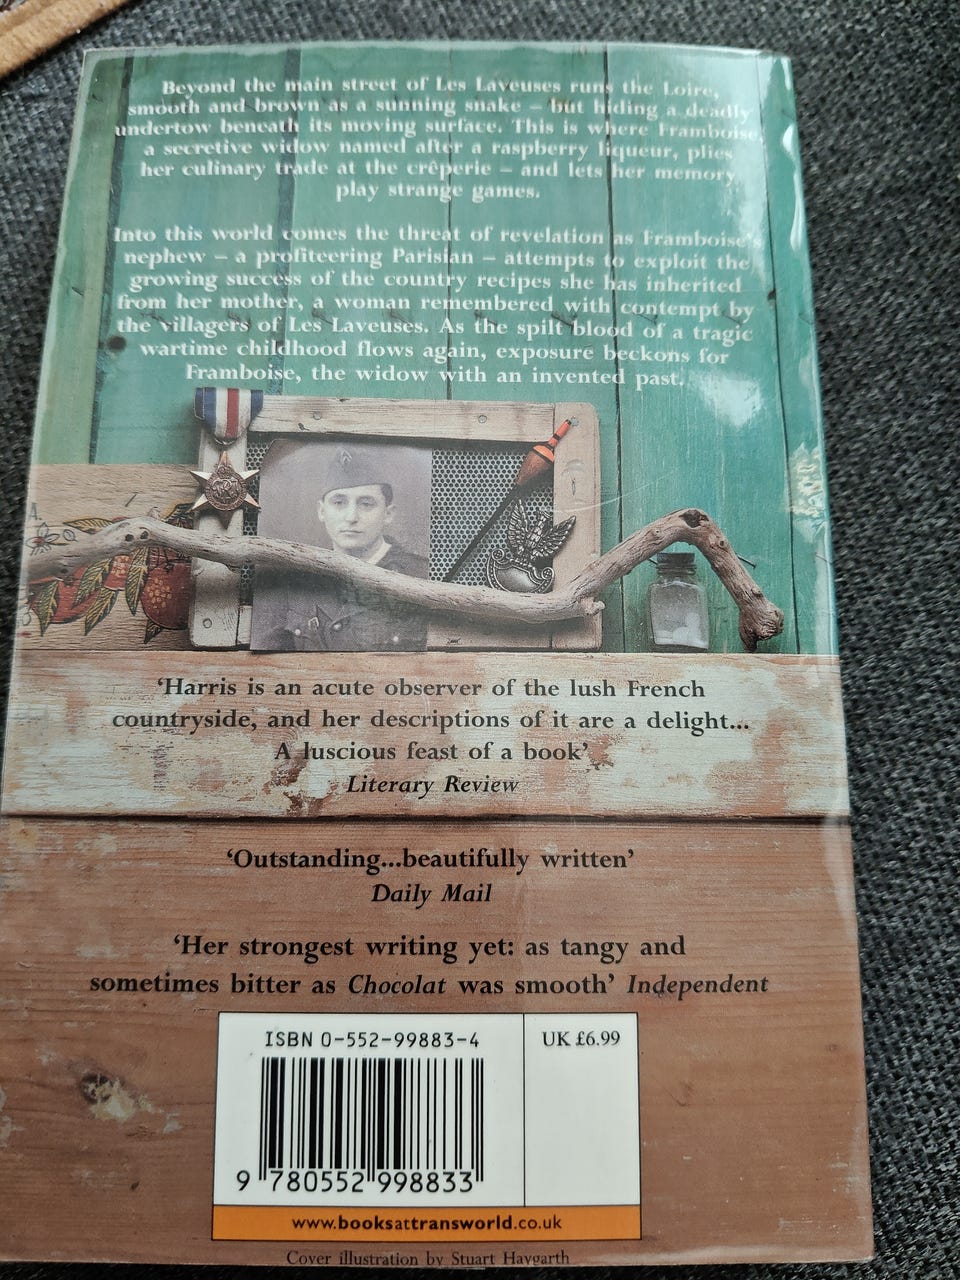 Beyond the main street of Les Laveuses runs the Loire,
smooth and brown as a sunning snake – but hiding a deadly
undertow beneath its moving surface. This is where Framboise,
a secretive widow named after a raspberry liqueur, plies
her culinary trade at the crêperie – and lets her memory
play strange games.
Into this world comes the threat of revelation as Framboise's
nephew – a profiteering Parisian – attempts to exploit the
growing success of the country recipes she has inherited
from her mother, a woman remembered with contempt by
the villagers of Les Laveuses. As the spilt blood of a tragic
wartime childhood flows again, exposure beckons for
Framboise, the widow with an invented past.
‘Harris is an acute observer of the lush French
countryside, and her descriptions of it are a delight...
A luscious feast of a book’
Literary Review
‘Outstanding...beautifully written’
Daily Mail
‘Her strongest writing yet: as tangy and
sometimes bitter as Chocolat was smooth’ Independent
ISBN 0-552-99883-4
UK £6.99
9 780552 998833
www.booksattransworld.co.uk
Cover illustration by Stuart Haygarth